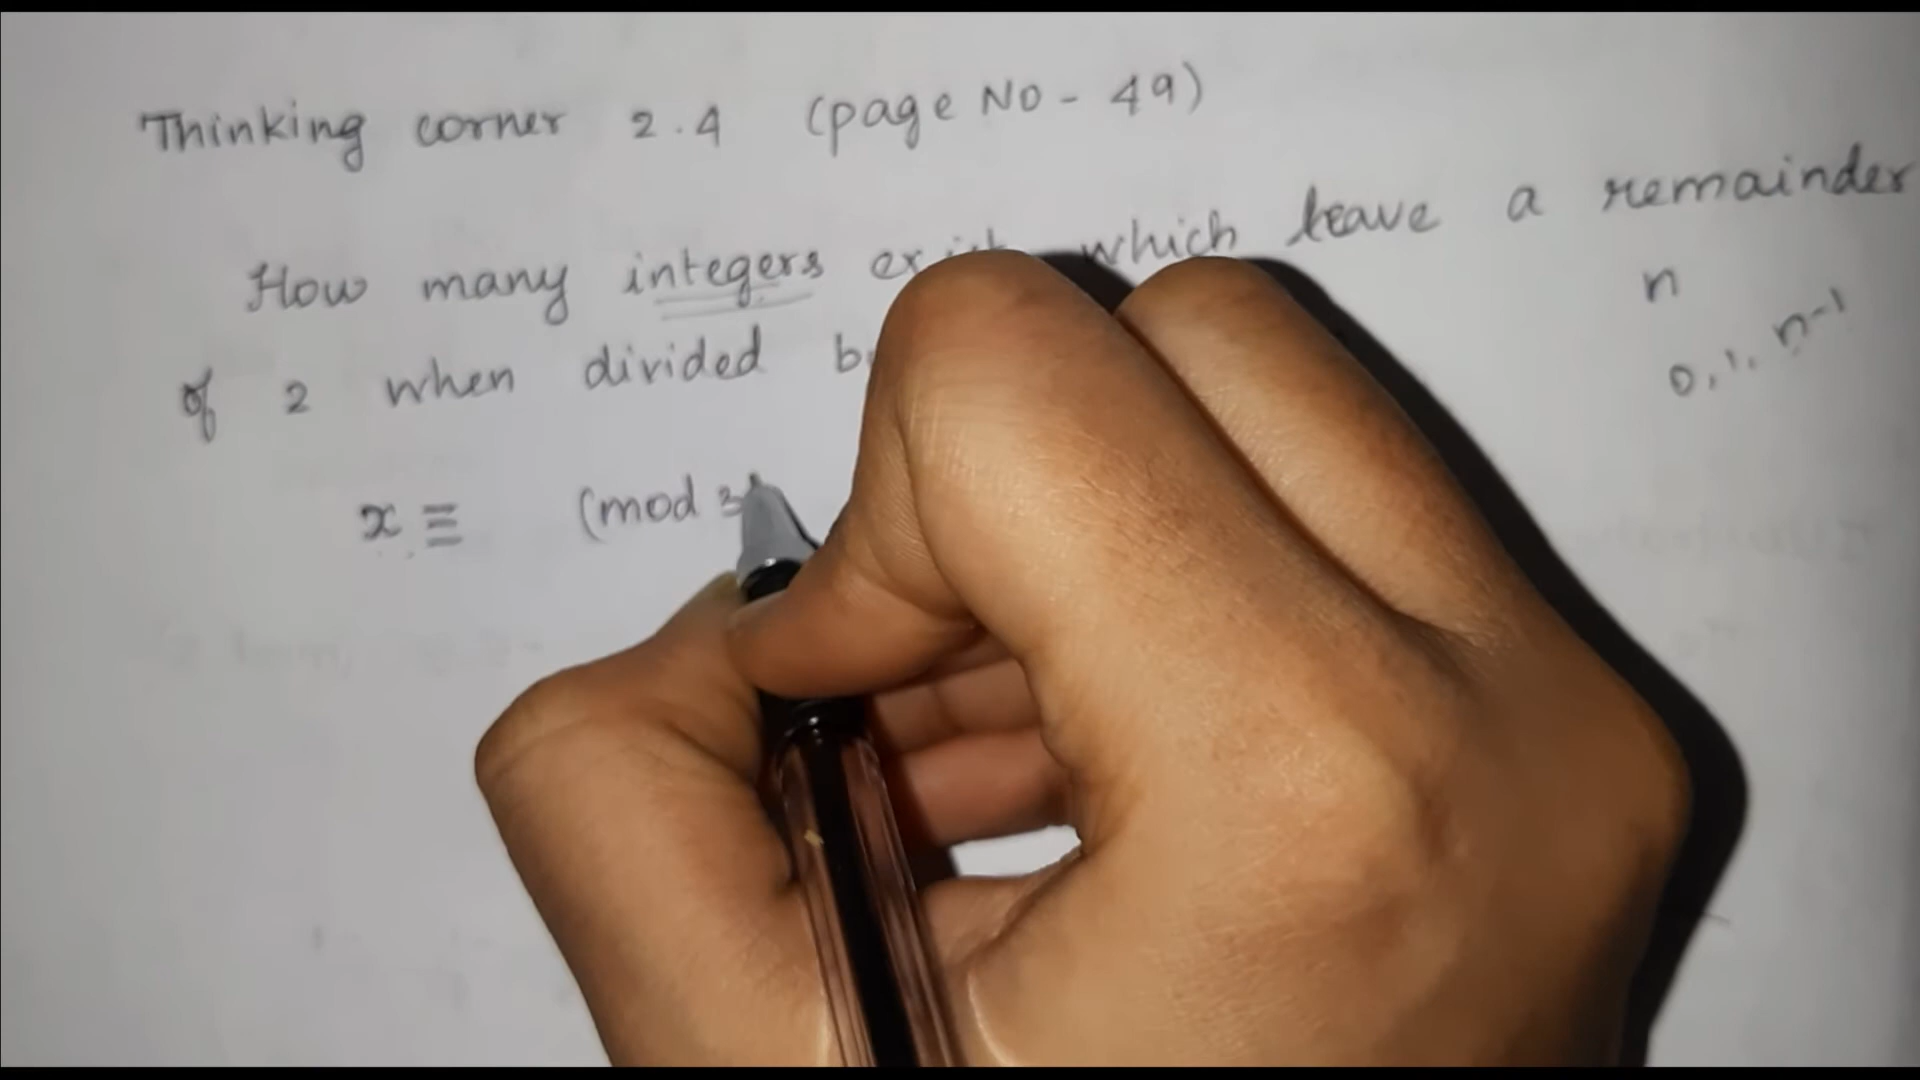 Thinking corner 2.4 (page No - 49)
How many integers which leave a remainder
of 2 when divided
n
0, 1, n-1
x ≡ (mod 3